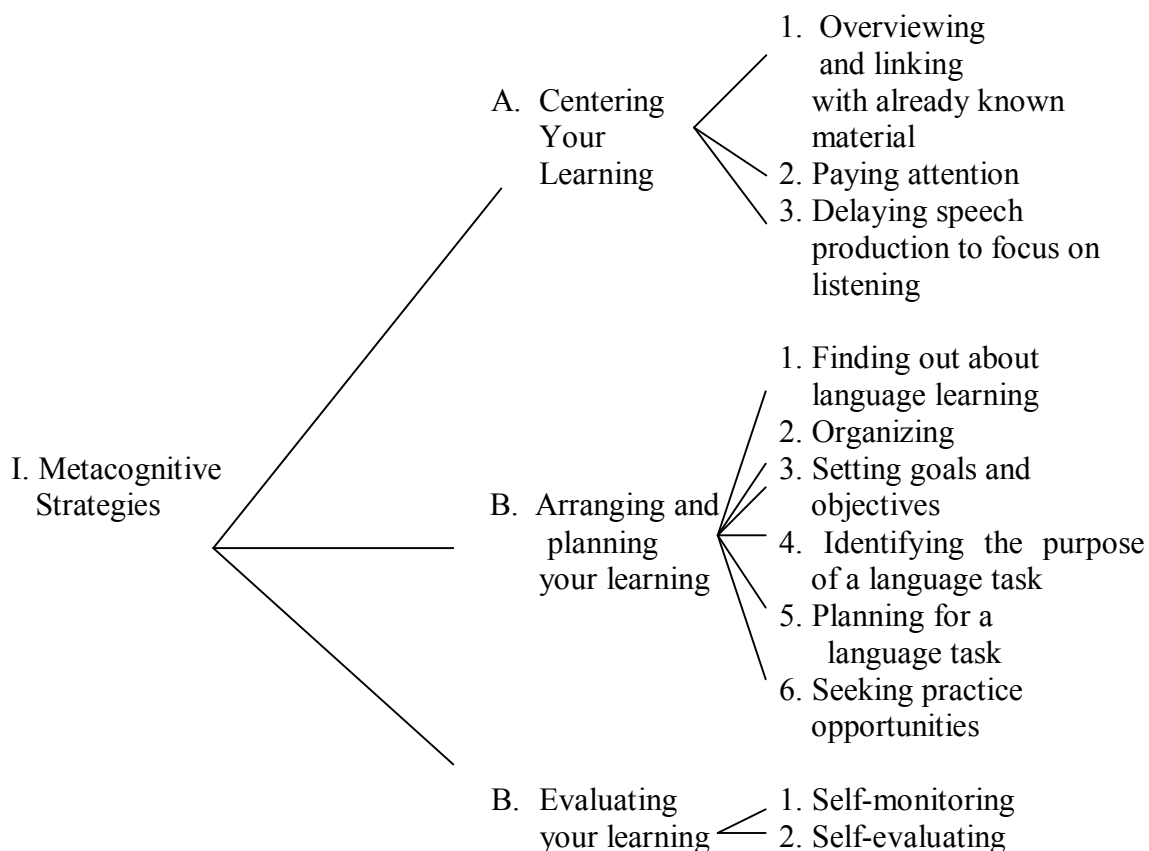 1. Overviewing
and linking
with already known
material
A. Centering
Your
Learning
2. Paying attention
3. Delaying speech
production to focus on
listening
1. Finding out about
language learning
2. Organizing
I. Metacognitive
Strategies
3. Setting goals and
objectives
B. Arranging and
planning
your learning
4. Identifying the purpose
of a language task
5. Planning for a
language task
6. Seeking practice
opportunities
B. Evaluating
your learning
1. Self-monitoring
2. Self-evaluating